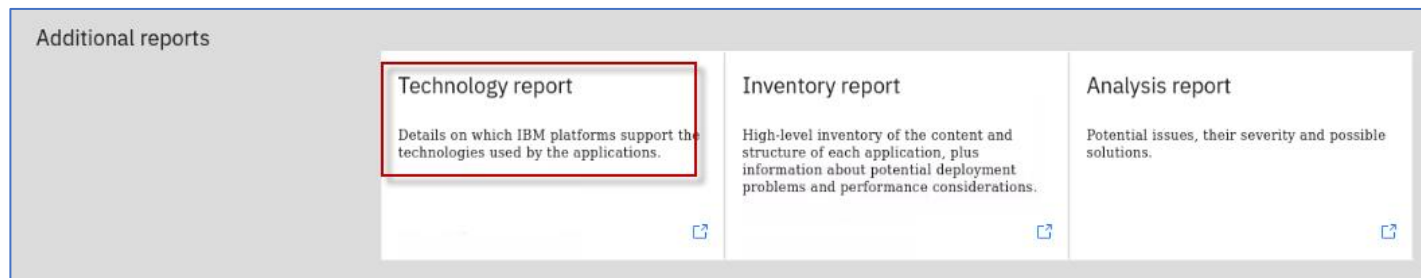 Additional reports
Technology report
Details on which IBM platforms support the
technologies used by the applications.
Inventory report
High-level inventory of the content and
structure of each application, plus
information about potential deployment
problems and performance considerations.
Analysis report
Potential issues, their severity and possible
solutions.